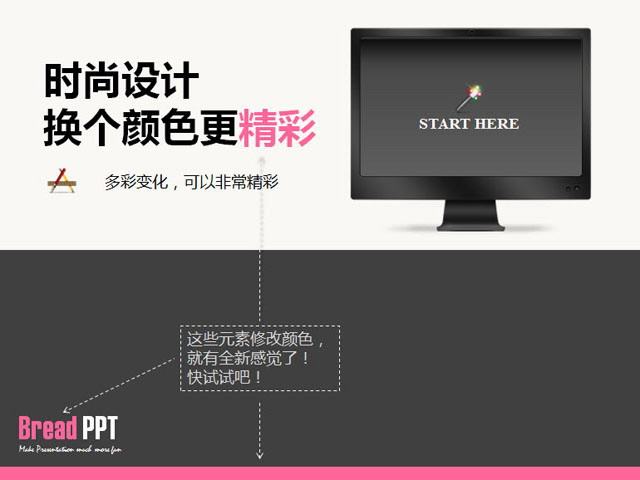 时尚设计
换个颜色更精彩
多彩变化，可以非常精彩
START HERE
这些元素修改颜色，
就有全新感觉了！
快试试吧！
Bread PPT
Make Presentation much more fun